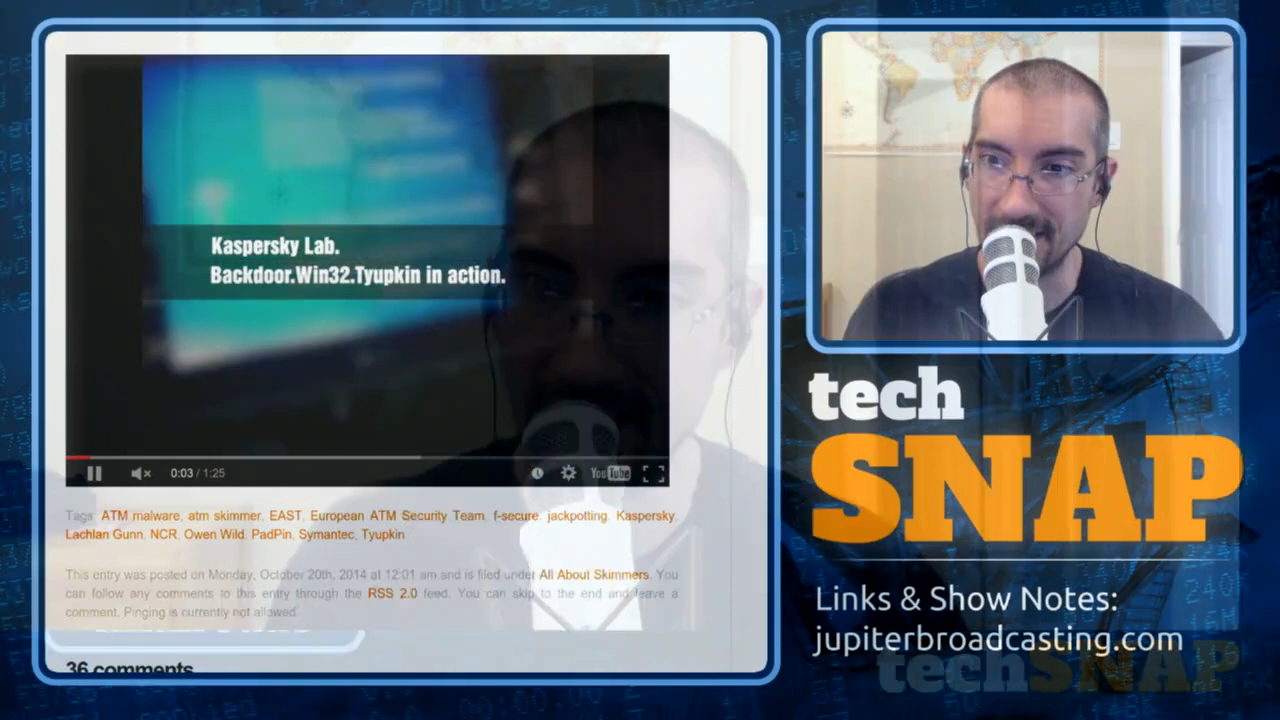 Kaspersky Lab.
Backdoor.Win32.Tyupkin in action.
0:03 / 1:25
YouTube
Tags: ATM malware, atm skimmer, EAST, European ATM Security Team, f-secure, jackpotting, Kaspersky,
Lachlan Gunn, NCR, Owen Wild, PadPin, Symantec, Tyupkin
This entry was posted on Monday, October 20th, 2014 at 12:01 am and is filed under All About Skimmers. You
can follow any comments to this entry through the RSS 2.0 feed. You can skip to the end and leave a
comment. Pinging is currently not allowed.
36 comments
tech
SNAP
Links & Show Notes:
jupiterbroadcasting.com
techSNAP